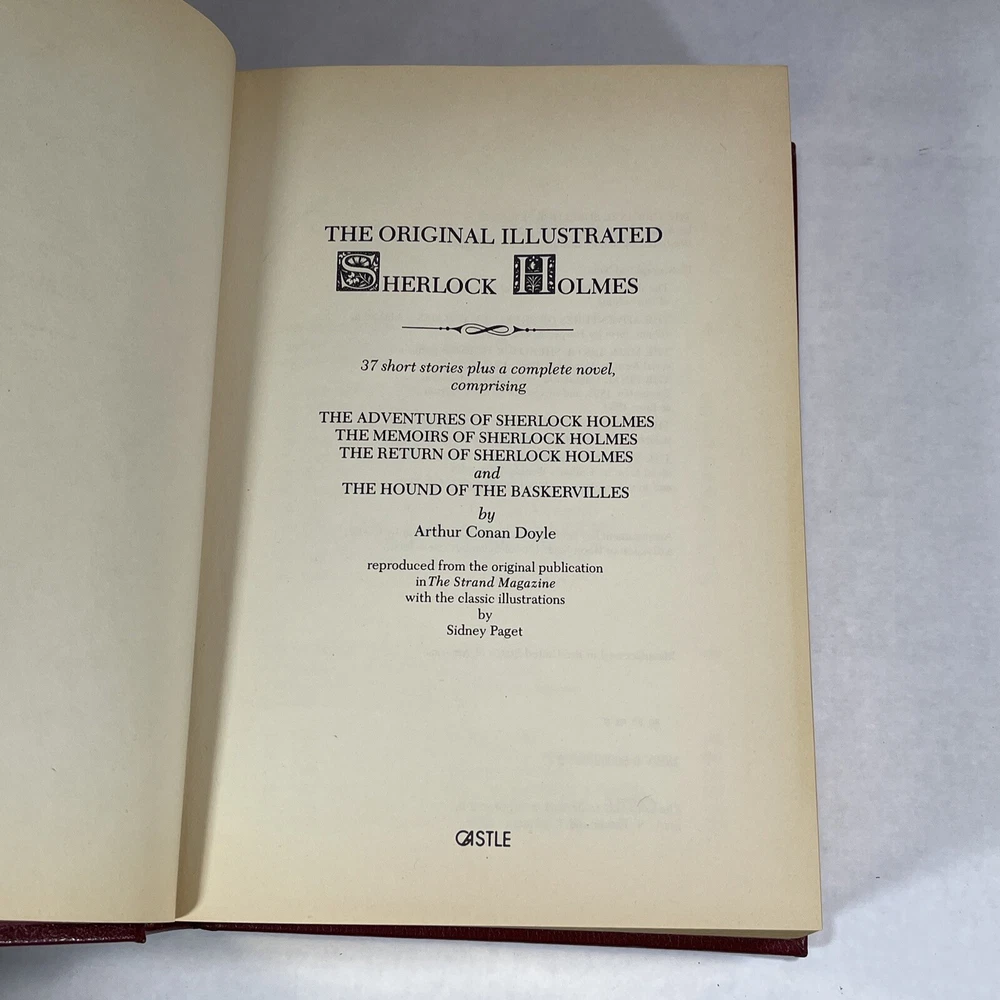 THE ORIGINAL ILLUSTRATED
SHERLOCK HOLMES
37 short stories plus a complete novel,
comprising
THE ADVENTURES OF SHERLOCK HOLMES
THE MEMOIRS OF SHERLOCK HOLMES
THE RETURN OF SHERLOCK HOLMES
and
THE HOUND OF THE BASKERVILLES
by
Arthur Conan Doyle
reproduced from the original publication
in The Strand Magazine
with the classic illustrations
by
Sidney Paget
CASTLE